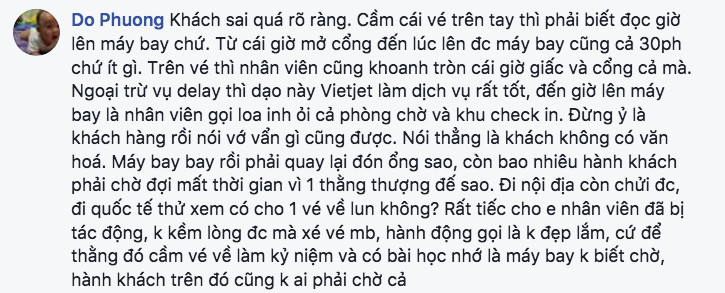 Do Phuong Khách sai quá rõ ràng. Cầm cái vé trên tay thì phải biết đọc giờ
lên máy bay chứ. Từ cái giờ mở cổng đến lúc lên đc máy bay cũng cả 30ph
chứ ít gì. Trên vé thì nhân viên cũng khoanh tròn cái giờ giấc và cổng cả mà.
Ngoại trừ vụ delay thì dạo này Vietjet làm dịch vụ rất tốt, đến giờ lên máy
bay là nhân viên gọi loa inh ỏi cả phòng chờ và khu check in. Đừng ỷ là
khách hàng rồi nói vớ vẩn gì cũng được. Nói thẳng là khách không có văn
hoá. Máy bay bay rồi phải quay lại đón ổng sao, còn bao nhiêu hành khách
phải chờ đợi mất thời gian vì 1 thằng thượng đế sao. Đi nội địa còn chửi đc,
đi quốc tế thử xem có cho 1 vé về lun không? Rất tiếc cho e nhân viên đã bị
tác động, k kềm lòng đc mà xé vé mb, hành động gọi là k đẹp lắm, cứ để
thằng đó cầm vé về làm kỷ niệm và có bài học nhớ là máy bay k biết chờ,
hành khách trên đó cũng k ai phải chờ cả